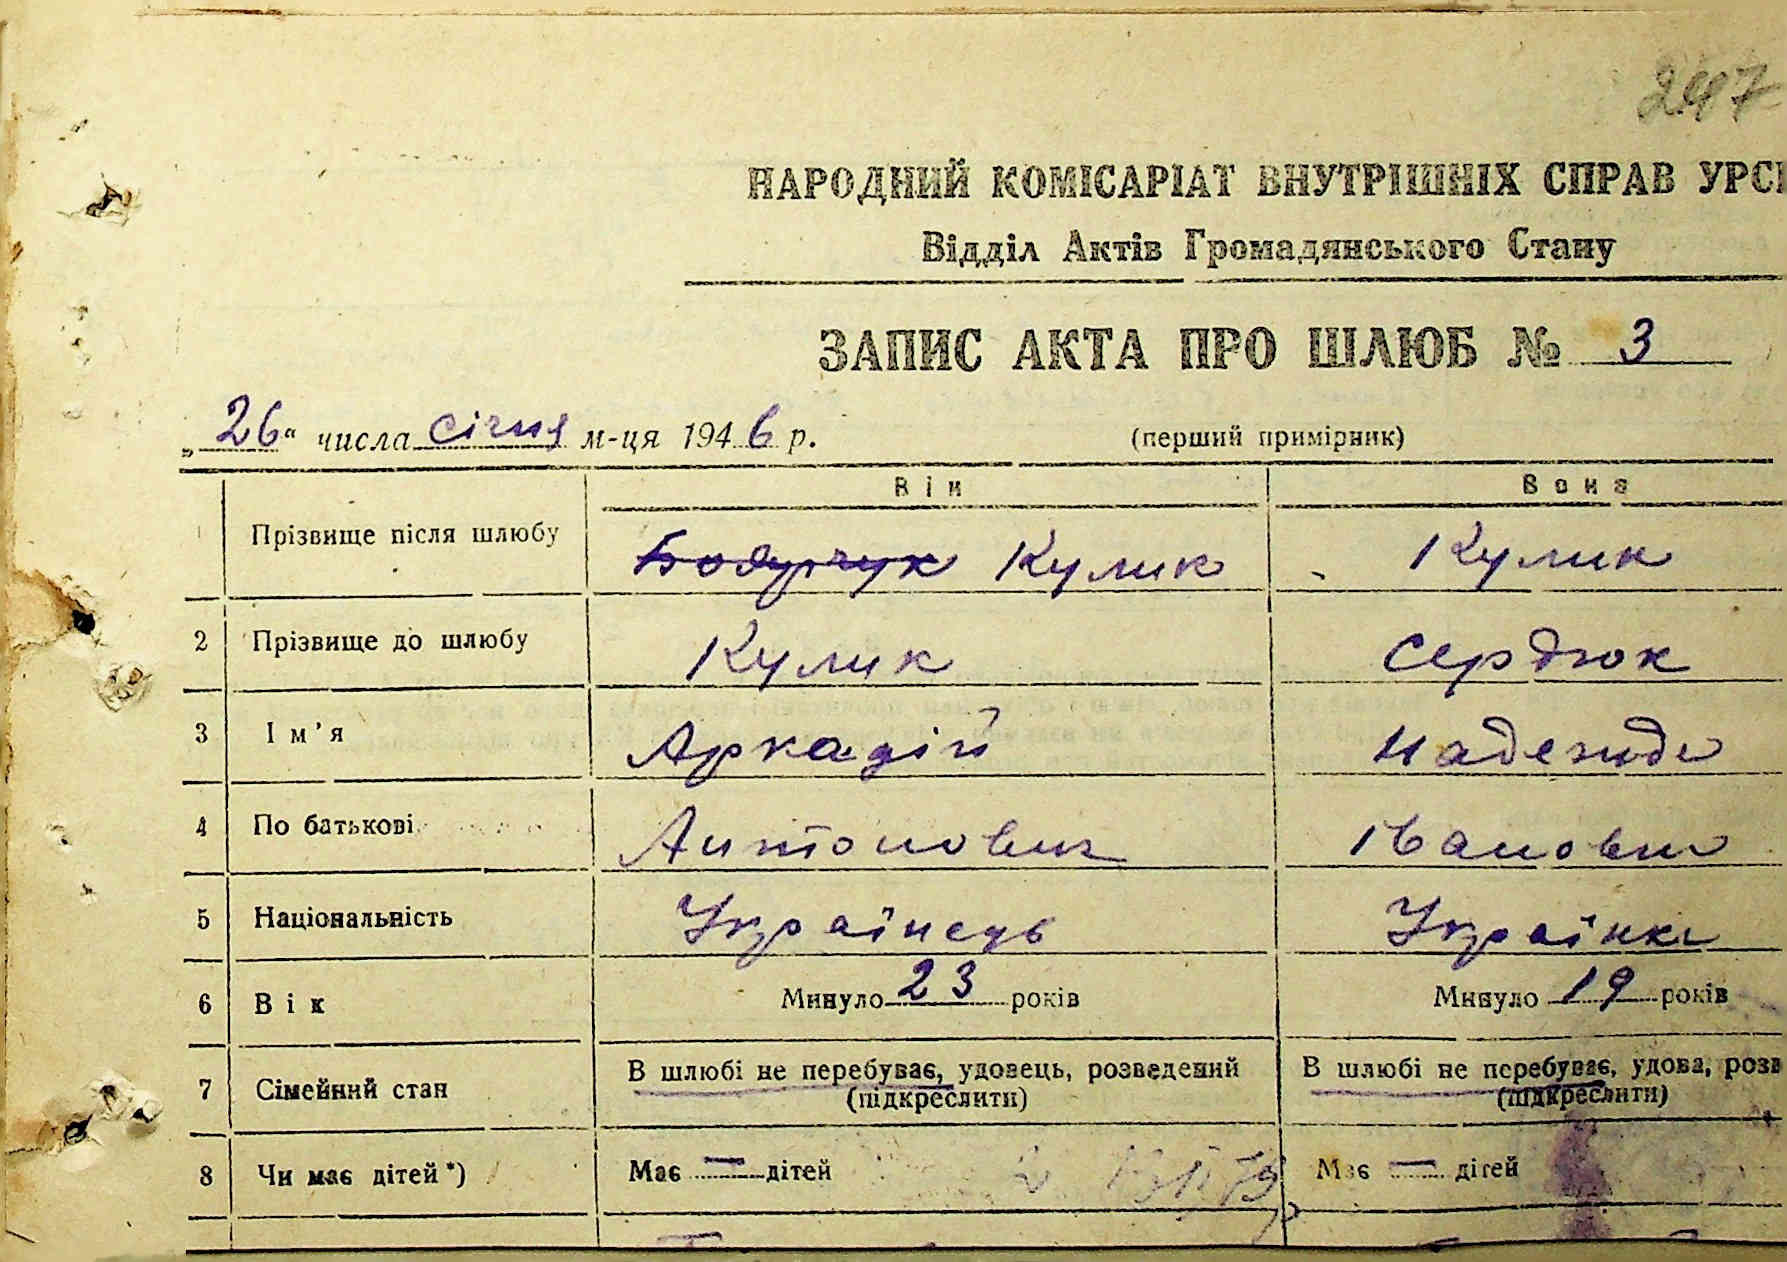 247
НАРОДНИЙ КОМІСАРІАТ ВНУТРІШНІХ СПРАВ УРС
Відділ Актів Громадянського Стану
ЗАПИС АКТА ПРО ШЛЮБ № 3
„26“ числа січня м-ця 1946 р. (перший примірник)
Він Вона
1 Прізвище після шлюбу Кулик Кулик
2 Прізвище до шлюбу Кулик Сердюк
3 Ім’я Аркадій Надежда
4 По батькові Антонович Івановна
5 Національність Українець Українка
6 Вік Минуло 23 років Минуло 19 років
7 Сімейний стан В шлюбі не перебуває, удовець, розведений В шлюбі не перебуває, удова, розв
(підкреслити) (підкреслити)
8 Чи має дітей *) Має — дітей Має — дітей